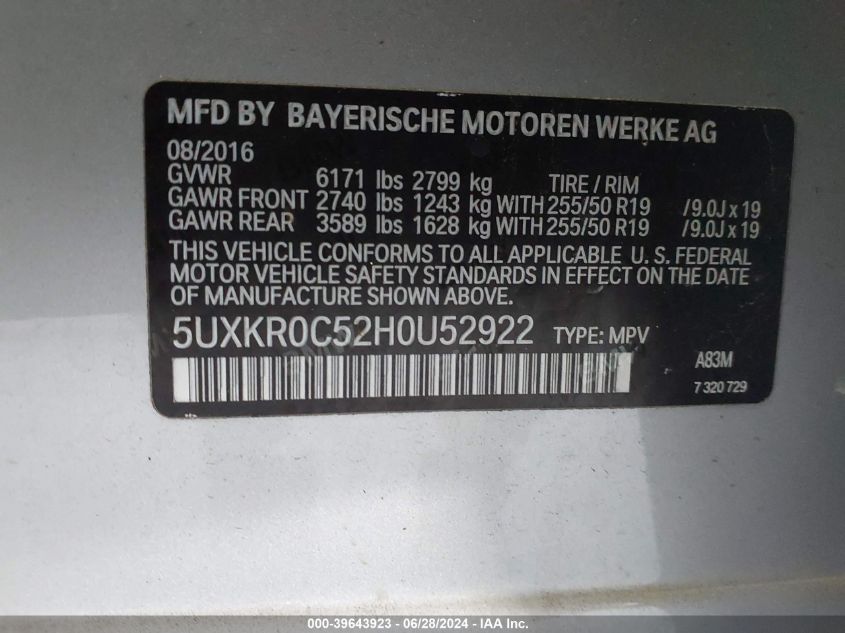 MFD BY BAYERISCHE MOTOREN WERKE AG
08/2016
GVWR 6171 lbs 2799 kg TIRE / RIM
GAWR FRONT 2740 lbs 1243 kg WITH 255/50 R19 /9.0J x 19
GAWR REAR 3589 lbs 1628 kg WITH 255/50 R19 /9.0J x 19
THIS VEHICLE CONFORMS TO ALL APPLICABLE U. S. FEDERAL
MOTOR VEHICLE SAFETY STANDARDS IN EFFECT ON THE DATE
OF MANUFACTURE SHOWN ABOVE.
5UXKR0C52H0U52922 TYPE: MPV
A83M
7 320 729
000-39643923 - 06/28/2024 - IAA Inc.